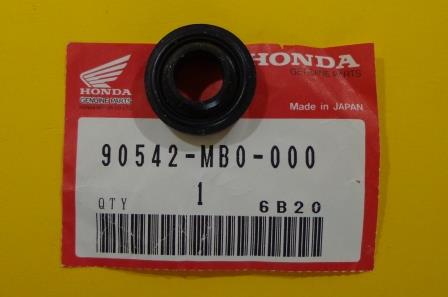 HONDA
GENUINE PARTS
HONDA
GENUINE PARTS
Made in JAPAN
90542-MB0-000
QTY 1 6B20